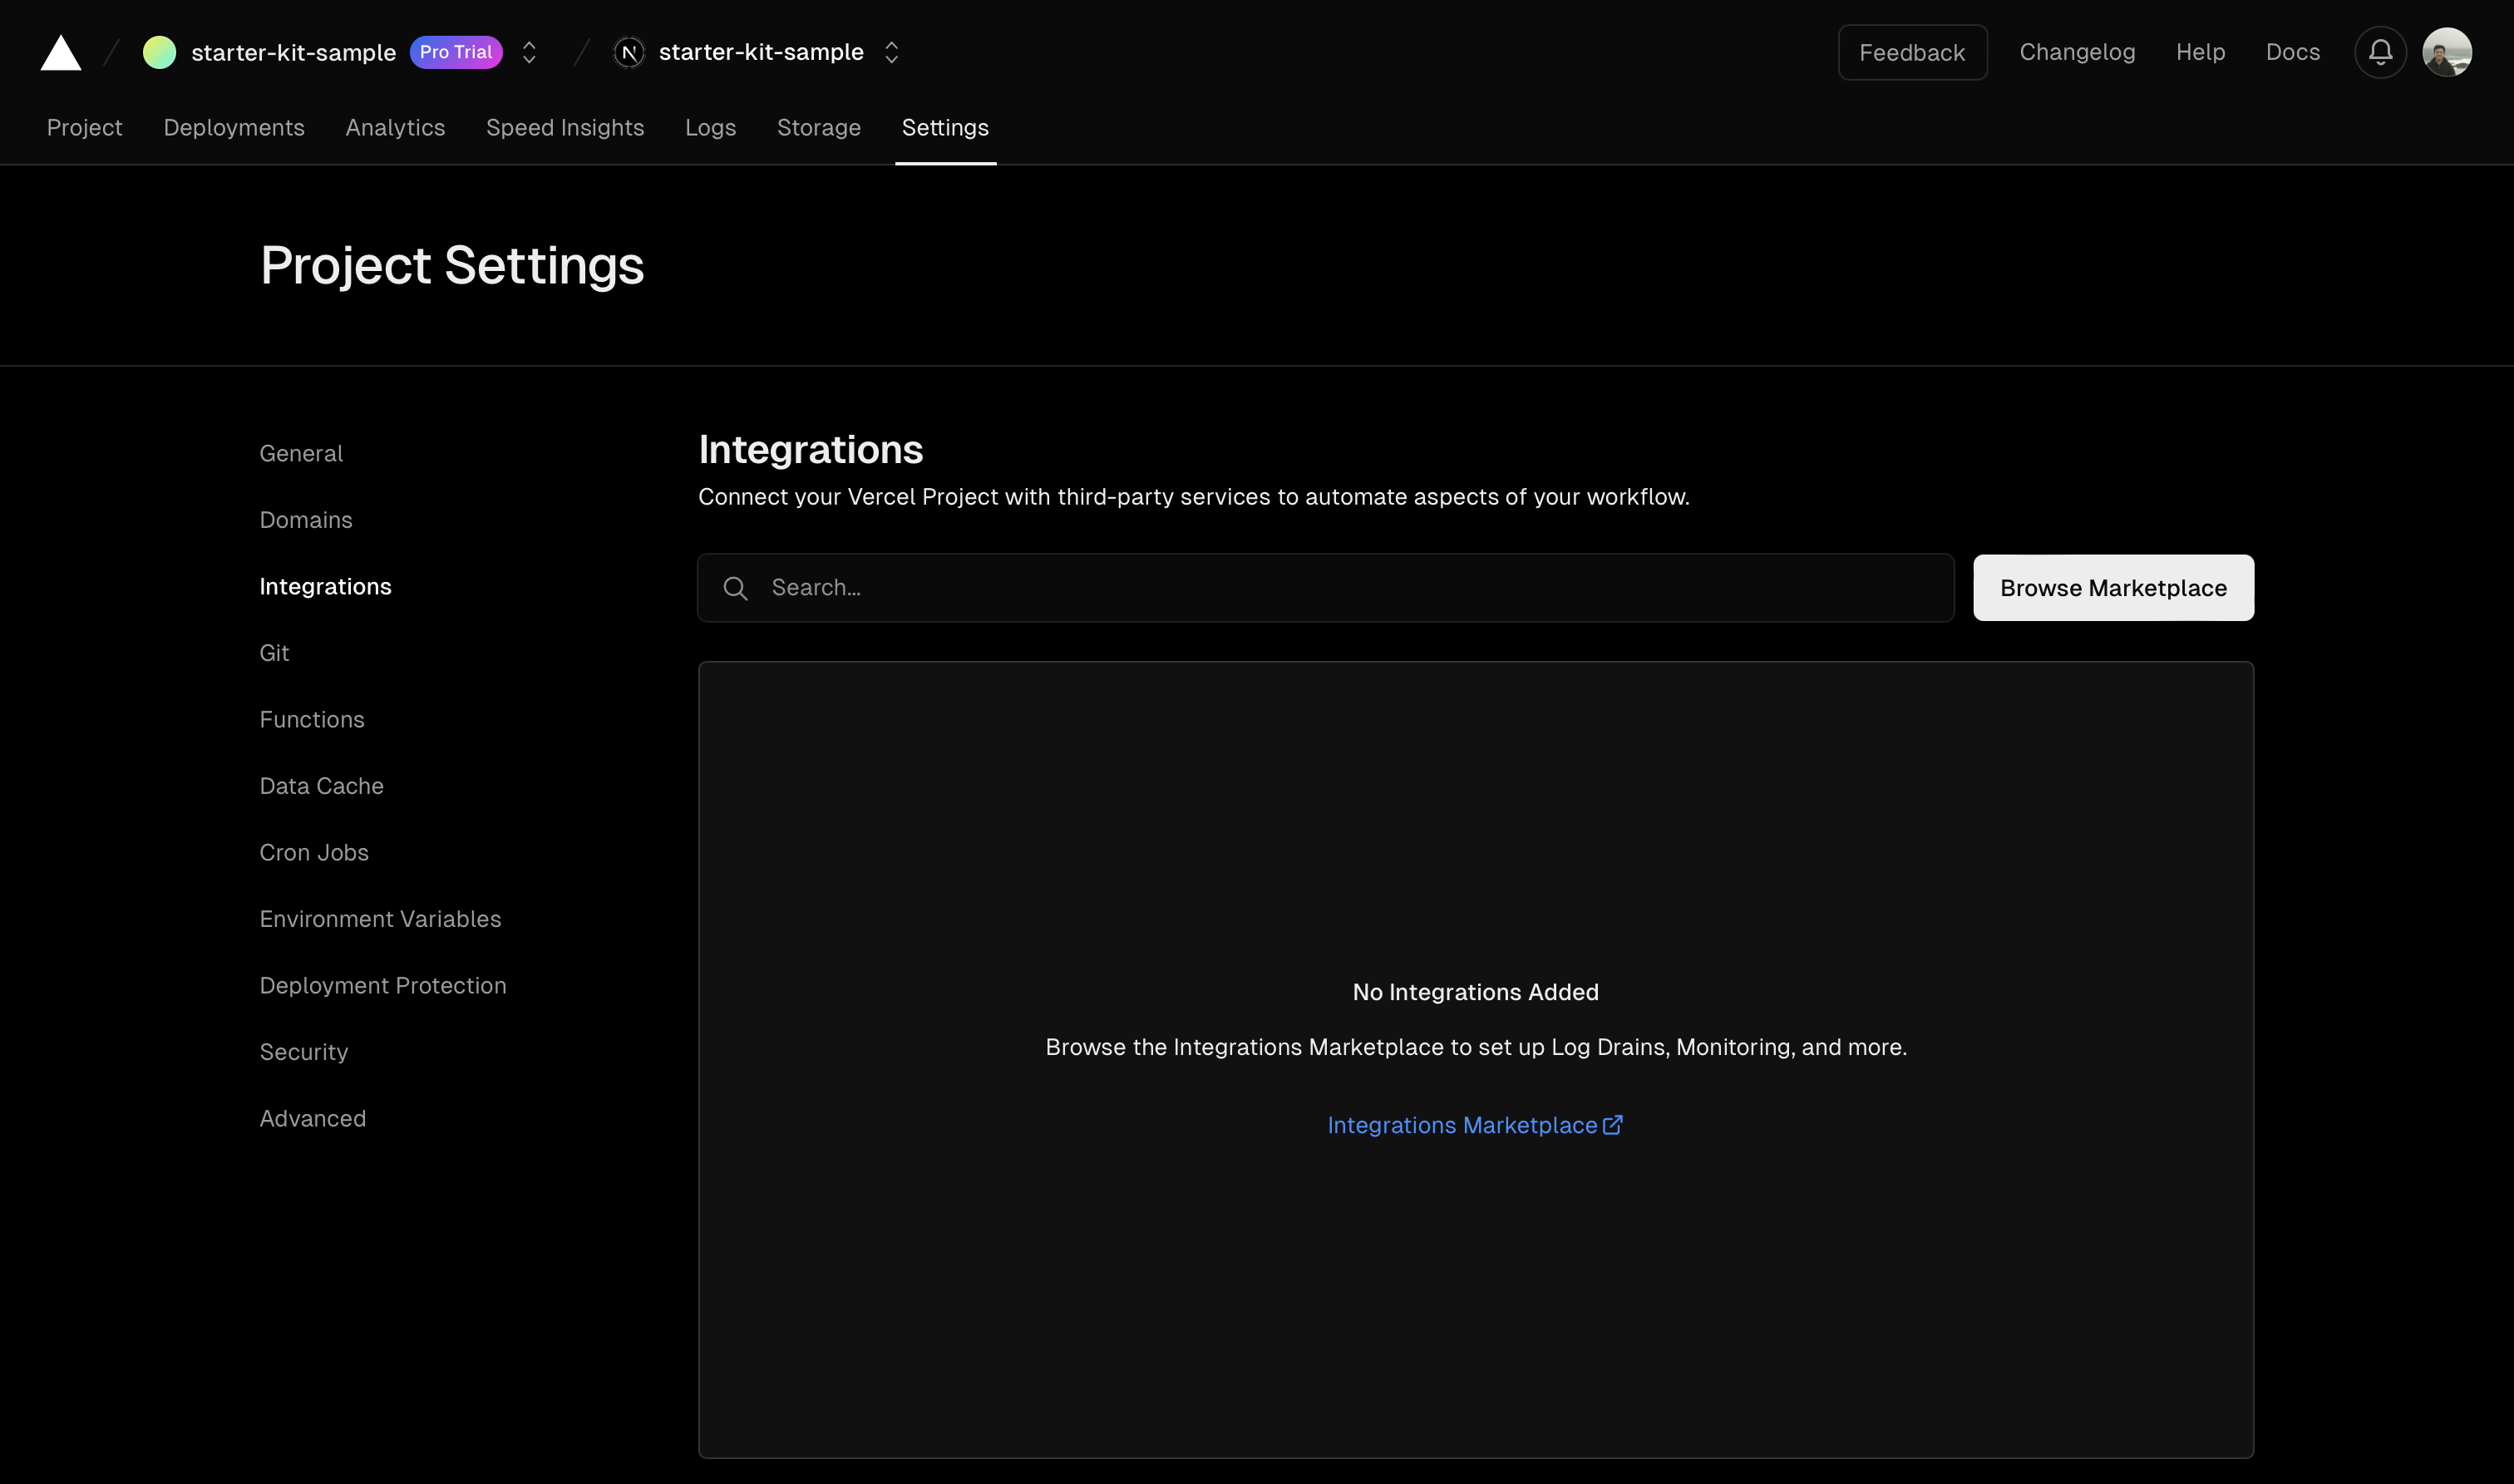 starter-kit-sample Pro Trial N starter-kit-sample Feedback Changelog Help Docs
Project Deployments Analytics Speed Insights Logs Storage Settings
Project Settings
General
Domains
Integrations
Git
Functions
Data Cache
Cron Jobs
Environment Variables
Deployment Protection
Security
Advanced
Integrations
Connect your Vercel Project with third-party services to automate aspects of your workflow.
Search... Browse Marketplace
No Integrations Added
Browse the Integrations Marketplace to set up Log Drains, Monitoring, and more.
Integrations Marketplace